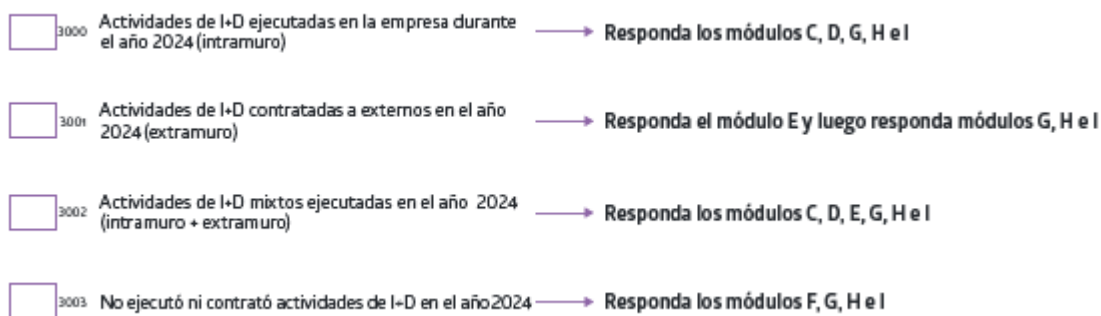 3000 Actividades de I+D ejecutadas en la empresa durante
el año 2024 (intramuro)
Responda los módulos C, D, G, H e I
3001 Actividades de I+D contratadas a externos en el año
2024 (extramuro)
Responda el módulo E y luego responda módulos G, H e I
3002 Actividades de I+D mixtos ejecutadas en el año 2024
(intramuro + extramuro)
Responda los módulos C, D, E, G, H e I
3003 No ejecutó ni contrató actividades de I+D en el año 2024
Responda los módulos F, G, H e I